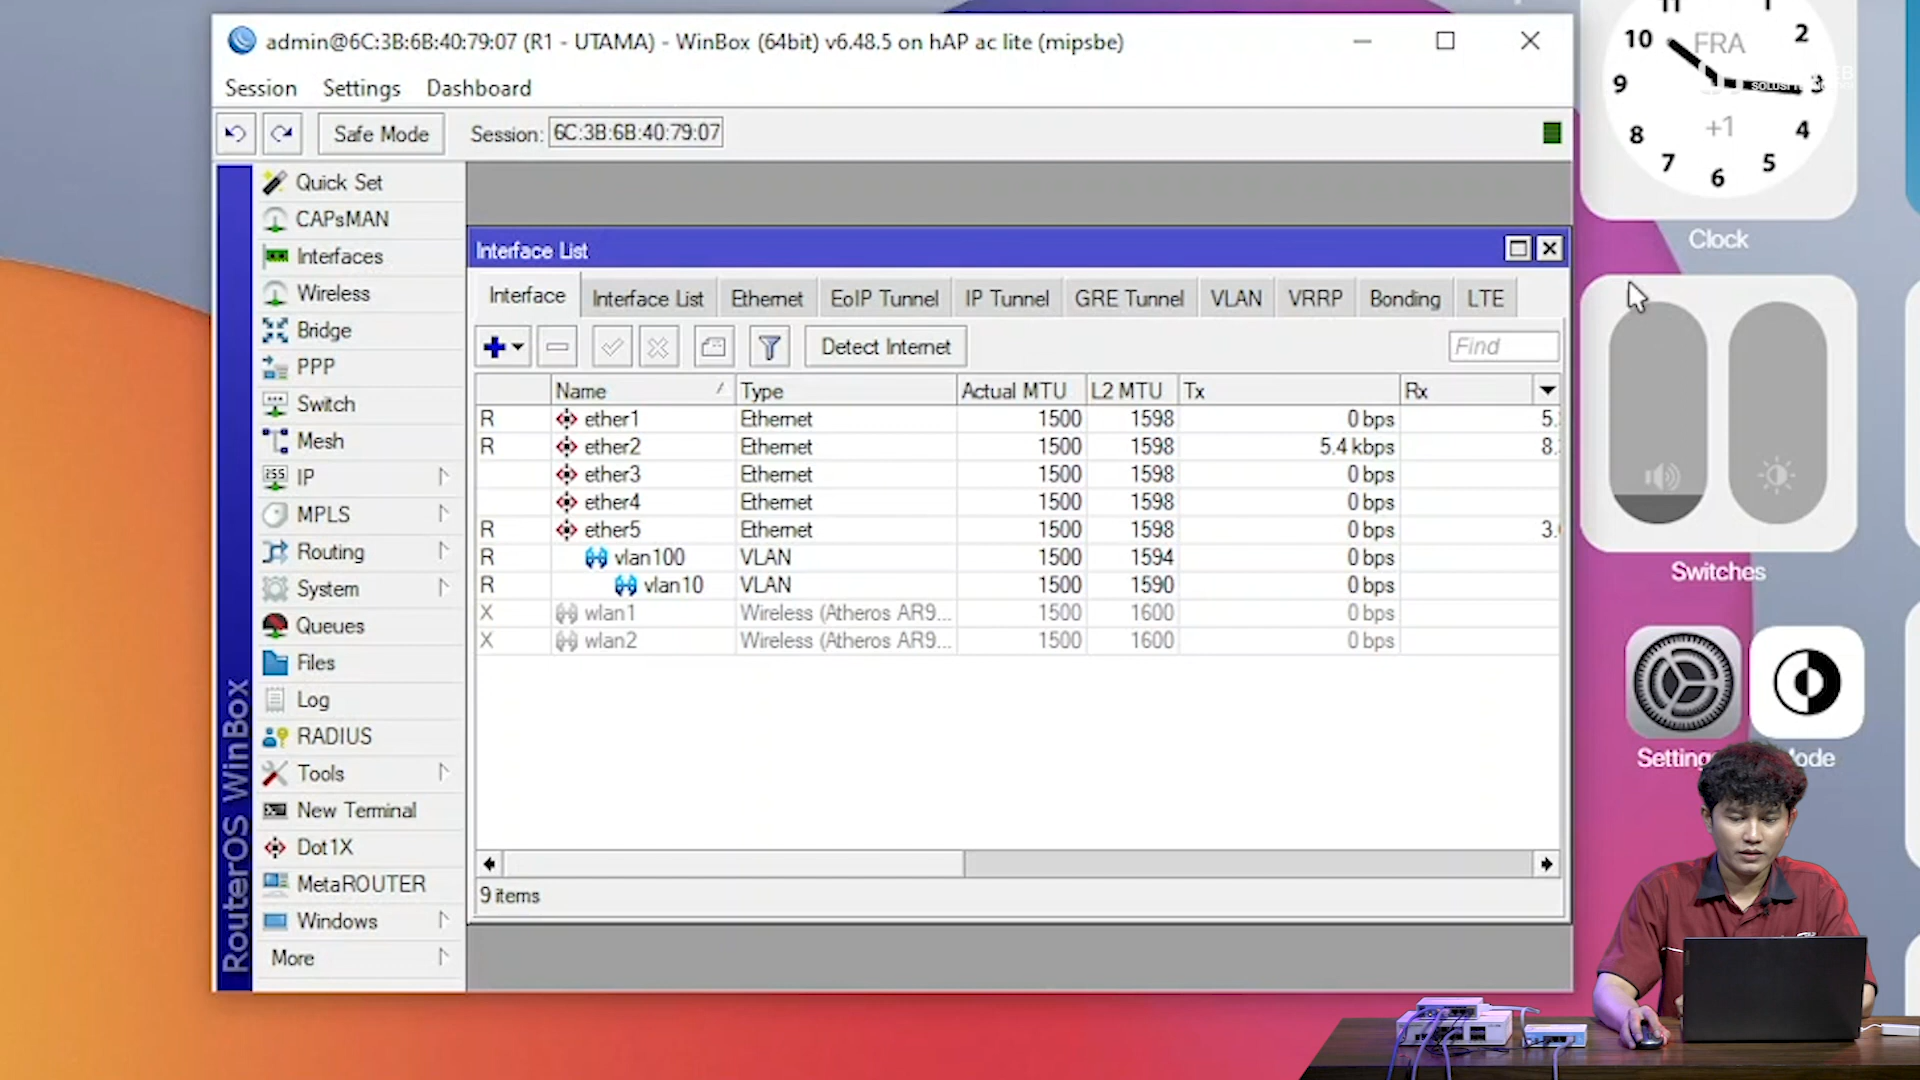 admin@6C:3B:6B:40:79:07 (R1 - UTAMA) - WinBox (64bit) v6.48.5 on hAP ac lite (mipsbe)
Session Settings Dashboard
Safe Mode Session: 6C:3B:6B:40:79:07
Quick Set
CAPsMAN
Interfaces
Wireless
Bridge
PPP
Switch
Mesh
IP
MPLS
Routing
System
Queues
Files
Log
RADIUS
Tools
New Terminal
Dot1X
MetaROUTER
Windows
More
RouterOS WinBox
Interface List
Interface Interface List Ethernet EoIP Tunnel IP Tunnel GRE Tunnel VLAN VRRP Bonding LTE
Detect Internet Find
Name Type Actual MTU L2 MTU Tx Rx
R ether1 Ethernet 1500 1598 0 bps 5.
R ether2 Ethernet 1500 1598 5.4 kbps 8.
ether3 Ethernet 1500 1598 0 bps
ether4 Ethernet 1500 1598 0 bps
R ether5 Ethernet 1500 1598 0 bps 3.
R vlan100 VLAN 1500 1594 0 bps
R vlan10 VLAN 1500 1590 0 bps
X wlan1 Wireless (Atheros AR9... 1500 1600 0 bps
X wlan2 Wireless (Atheros AR9... 1500 1600 0 bps
9 items
11 1
10 FRA 2
9 3
+1
8 4
7 6 5
Clock
Switches